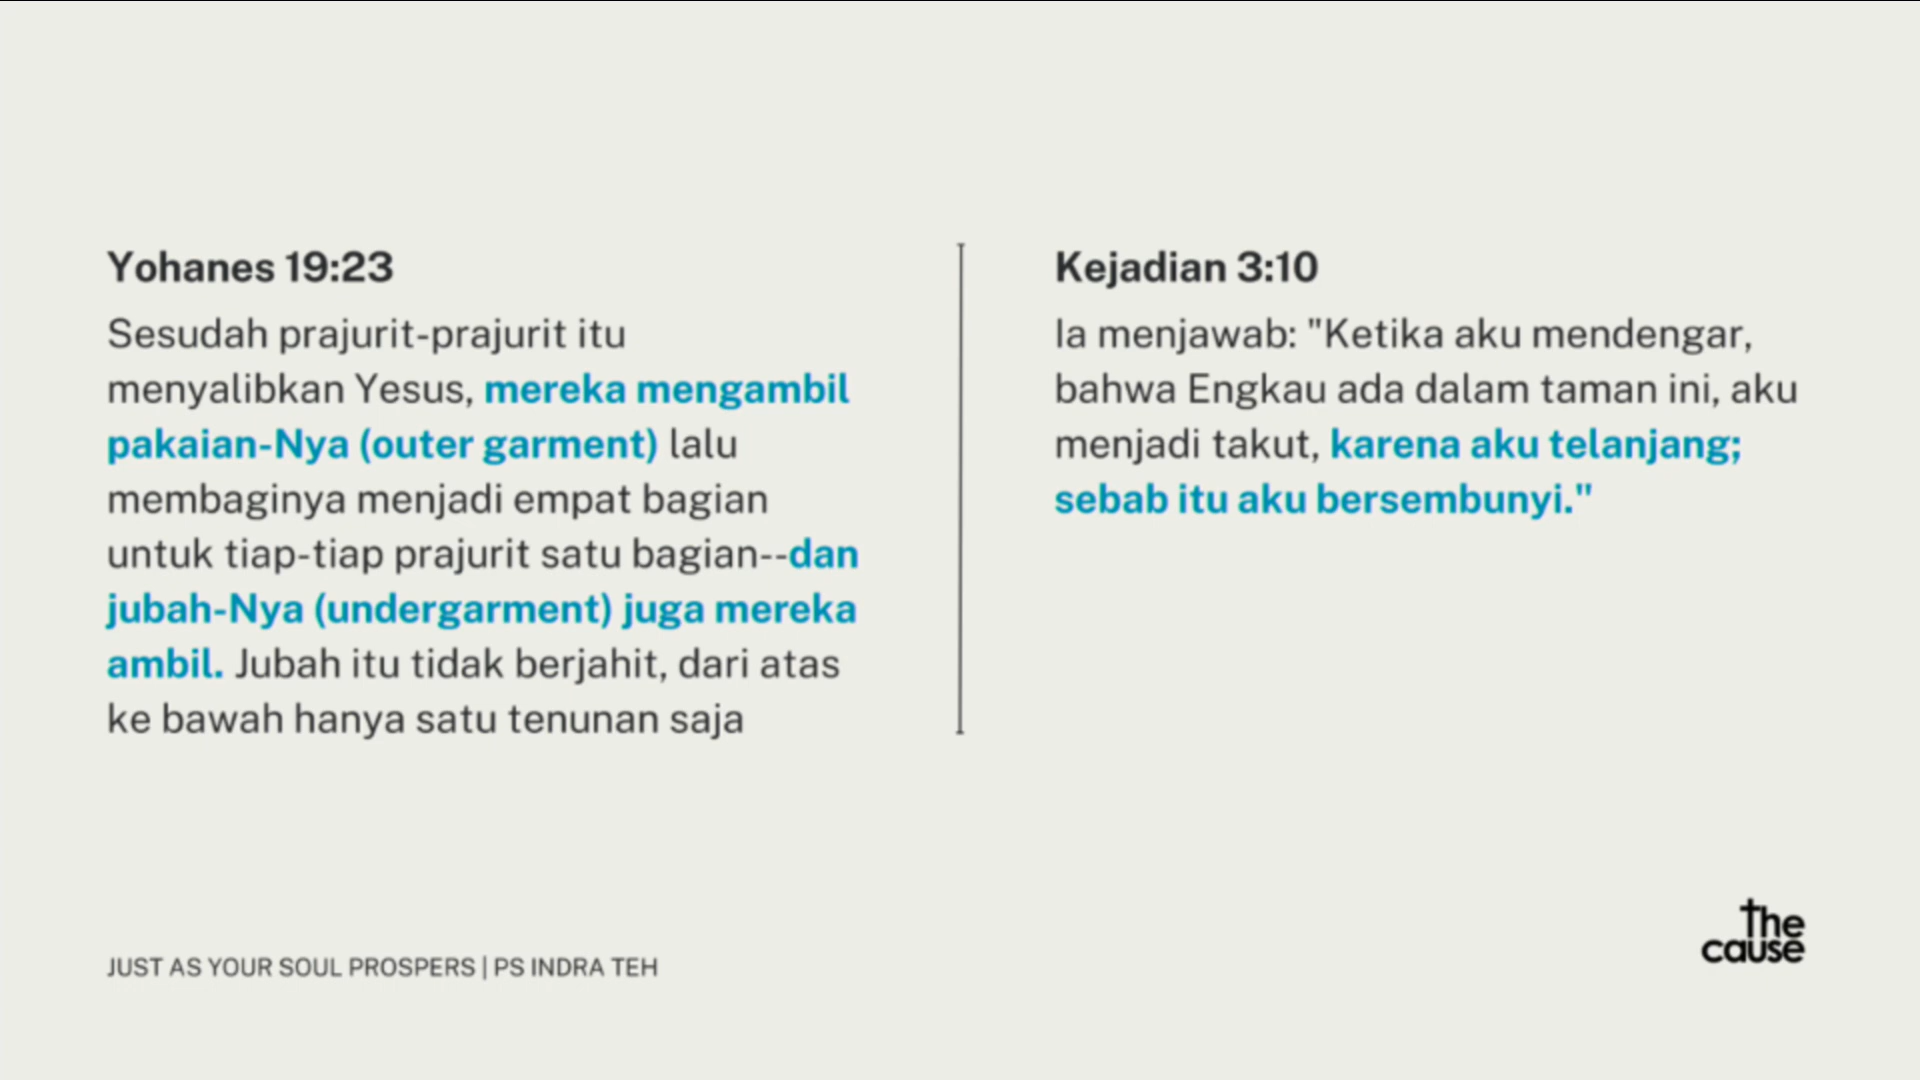 Yohanes 19:23
Sesudah prajurit-prajurit itu
menyalibkan Yesus, mereka mengambil
pakaian-Nya (outer garment) lalu
membaginya menjadi empat bagian
untuk tiap-tiap prajurit satu bagian--dan
jubah-Nya (undergarment) juga mereka
ambil. Jubah itu tidak berjahit, dari atas
ke bawah hanya satu tenunan saja
Kejadian 3:10
Ia menjawab: "Ketika aku mendengar,
bahwa Engkau ada dalam taman ini, aku
menjadi takut, karena aku telanjang;
sebab itu aku bersembunyi."
JUST AS YOUR SOUL PROSPERS | PS INDRA TEH
the
cause